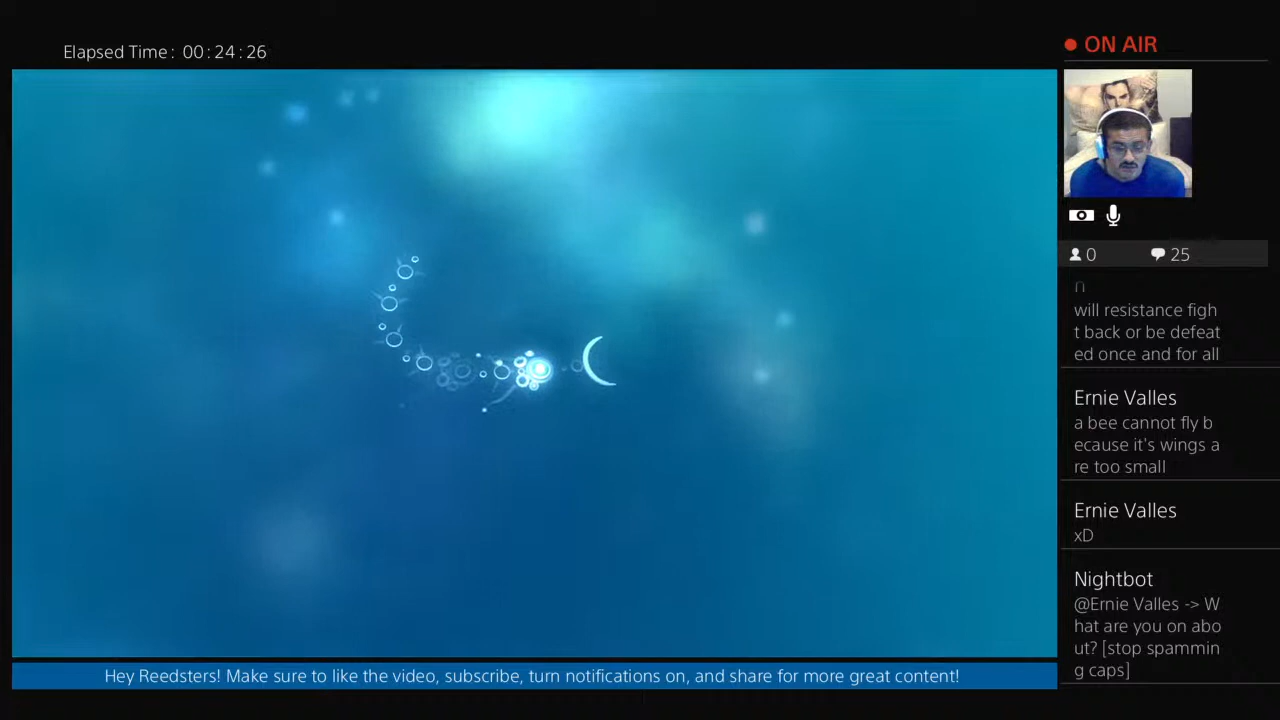 Elapsed Time: 00:24:26
ON AIR
0
25
n
will resistance figh
t back or be defeat
ed once and for all
Ernie Valles
a bee cannot fly b
ecause it's wings a
re too small
Ernie Valles
xD
Nightbot
@Ernie Valles -> W
hat are you on abo
ut? [stop spammin
g caps]
Hey Reedsters! Make sure to like the video, subscribe, turn notifications on, and share for more great content!